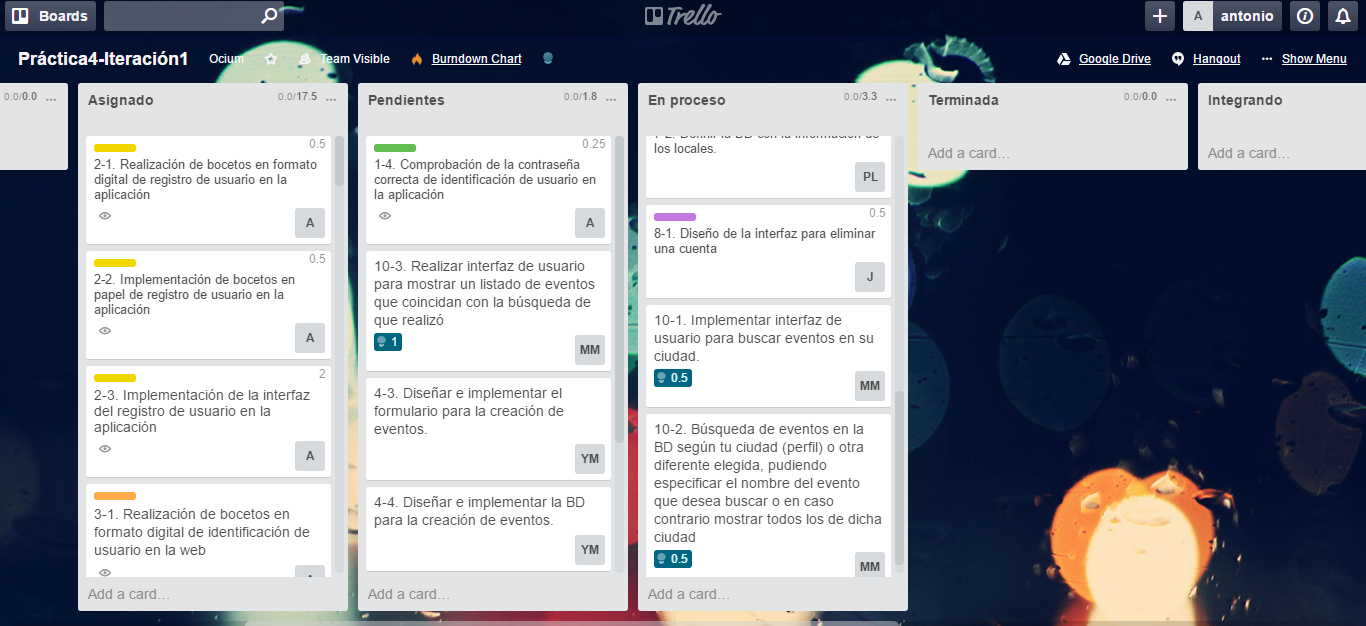 Boards
Trello
A antonio
Práctica4-Iteración1
Ocium
Team Visible
Burndown Chart
Google Drive
Hangout
Show Menu
0.0/0.0
Asignado
0.0/17.5
0.5
2-1. Realización de bocetos en formato
digital de registro de usuario en la
aplicación
A
0.5
2-2. Implementación de bocetos en
papel de registro de usuario en la
aplicación
A
2
2-3. Implementación de la interfaz
del registro de usuario en la
aplicación
A
3-1. Realización de bocetos en
formato digital de identificación de
usuario en la web
Add a card…
Pendientes
0.0/1.8
0.25
1-4. Comprobación de la contraseña
correcta de identificación de usuario en
la aplicación
A
10-3. Realizar interfaz de usuario
para mostrar un listado de eventos
que coincidan con la búsqueda de
que realizó
1
MM
4-3. Diseñar e implementar el
formulario para la creación de
eventos.
YM
4-4. Diseñar e implementar la BD
para la creación de eventos.
YM
Add a card…
En proceso
0.0/3.3
7-2. Definir la BD con la información de
los locales.
PL
0.5
8-1. Diseño de la interfaz para eliminar
una cuenta
J
10-1. Implementar interfaz de
usuario para buscar eventos en su
ciudad.
0.5
MM
10-2. Búsqueda de eventos en la
BD según tu ciudad (perfil) o otra
diferente elegida, pudiendo
especificar el nombre del evento
que desea buscar o en caso
contrario mostrar todos los de dicha
ciudad
0.5
MM
Add a card…
Terminada
0.0/0.0
Add a card…
Integrando
Add a card…